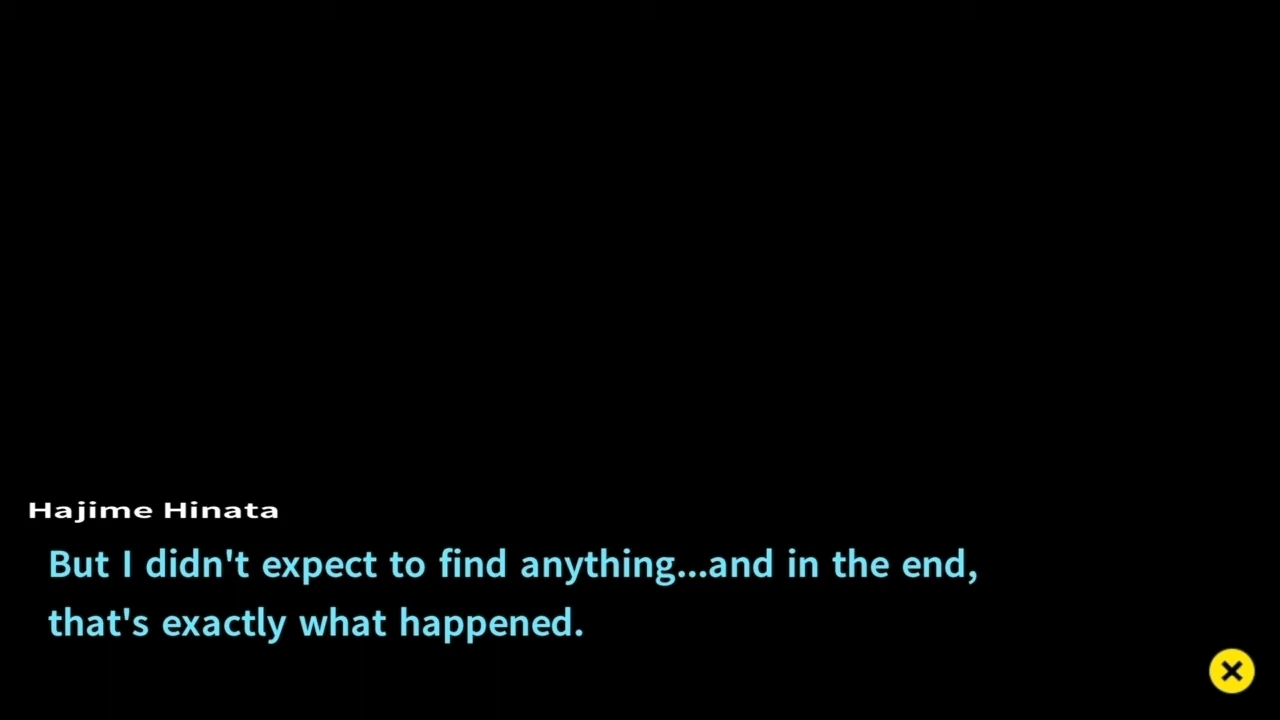 Hajime Hinata
But I didn't expect to find anything...and in the end,
that's exactly what happened.